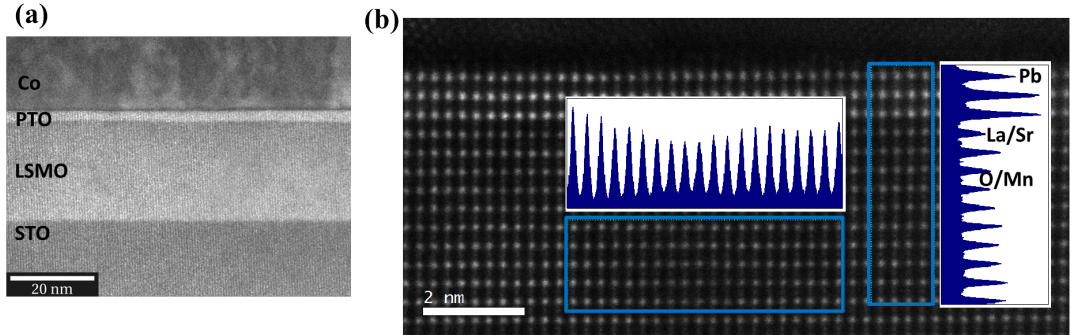 (a)
Co
PTO
LSMO
STO
20 nm
(b)
Pb
La/Sr
O/Mn
2 nm